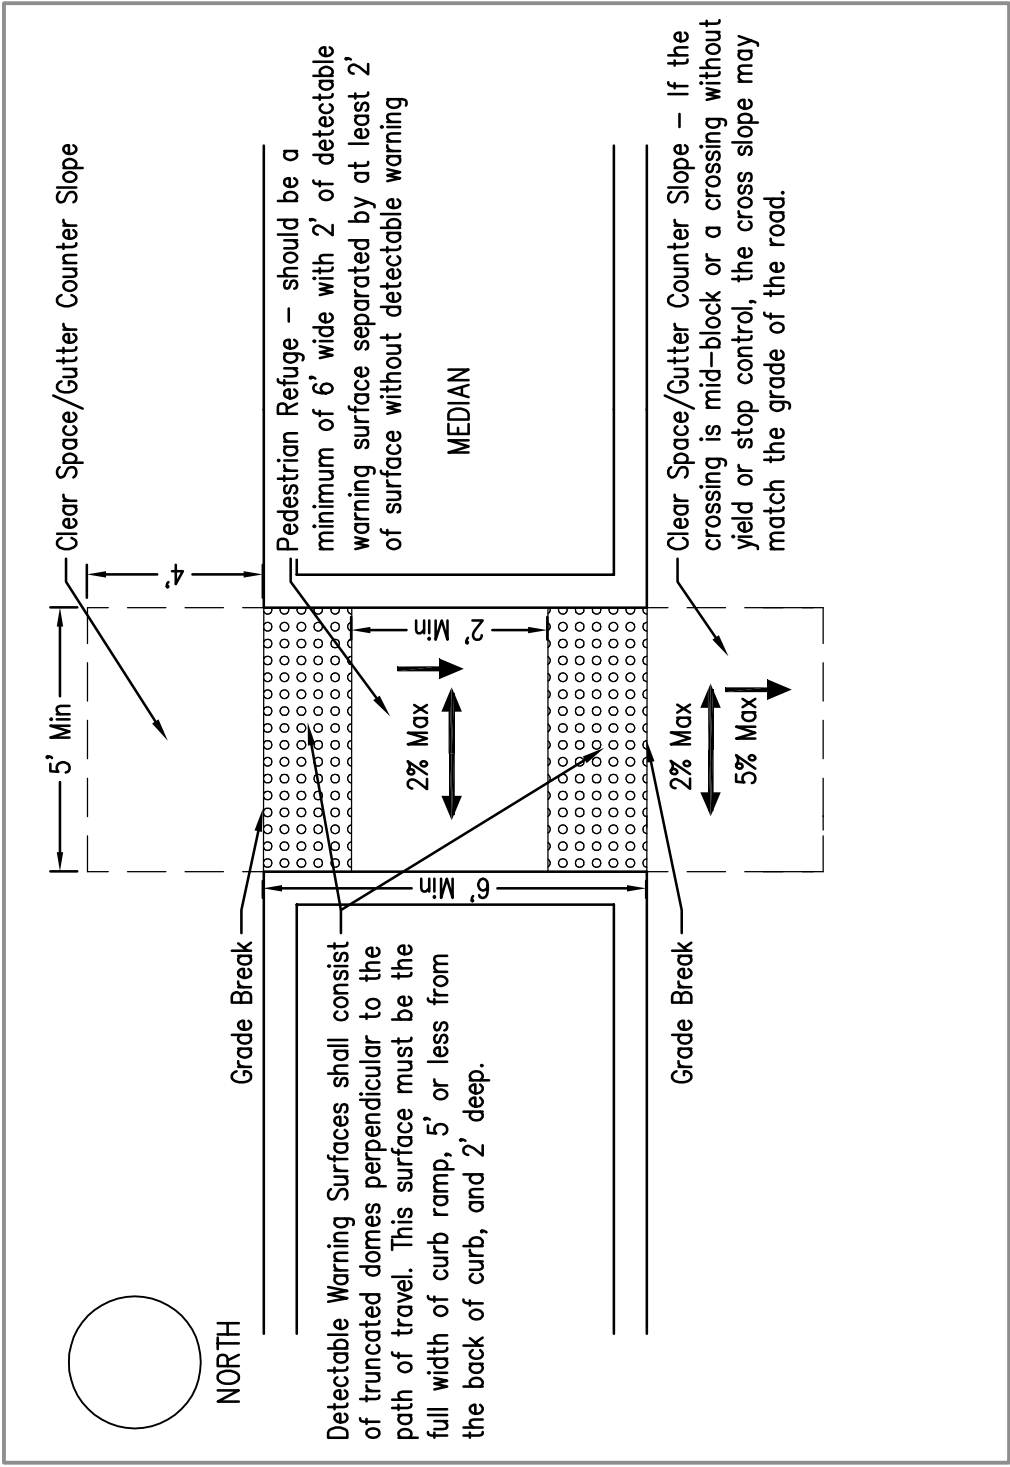 Clear Space/Gutter Counter Slope
4'
5' Min
Pedestrian Refuge – should be a
minimum of 6' wide with 2' of detectable
warning surface separated by at least 2'
of surface without detectable warning
MEDIAN
2' Min
2% Max
6' Min
Grade Break
Detectable Warning Surfaces shall consist
of truncated domes perpendicular to the
path of travel. This surface must be the
full width of curb ramp, 5' or less from
the back of curb, and 2' deep.
NORTH
Clear Space/Gutter Counter Slope – If the
crossing is mid–block or a crossing without
yield or stop control, the cross slope may
match the grade of the road.
2% Max
5% Max
Grade Break